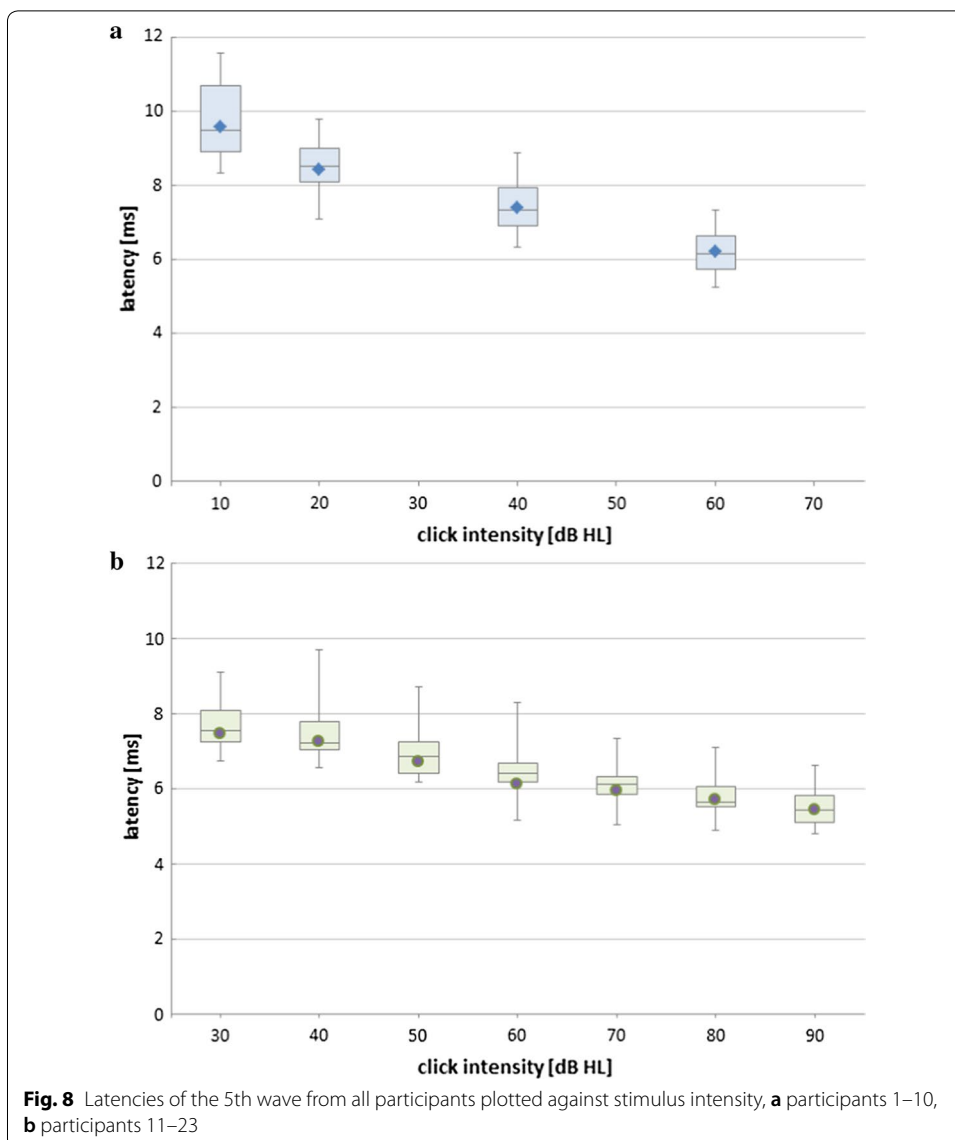 a
12
10
8
6
4
2
0
latency [ms]
10 20 30 40 50 60 70
click intensity [dB HL]
b
12
10
8
6
4
2
0
latency [ms]
30 40 50 60 70 80 90
click intensity [dB HL]
Fig. 8 Latencies of the 5th wave from all participants plotted against stimulus intensity, a participants 1–10,
b participants 11–23